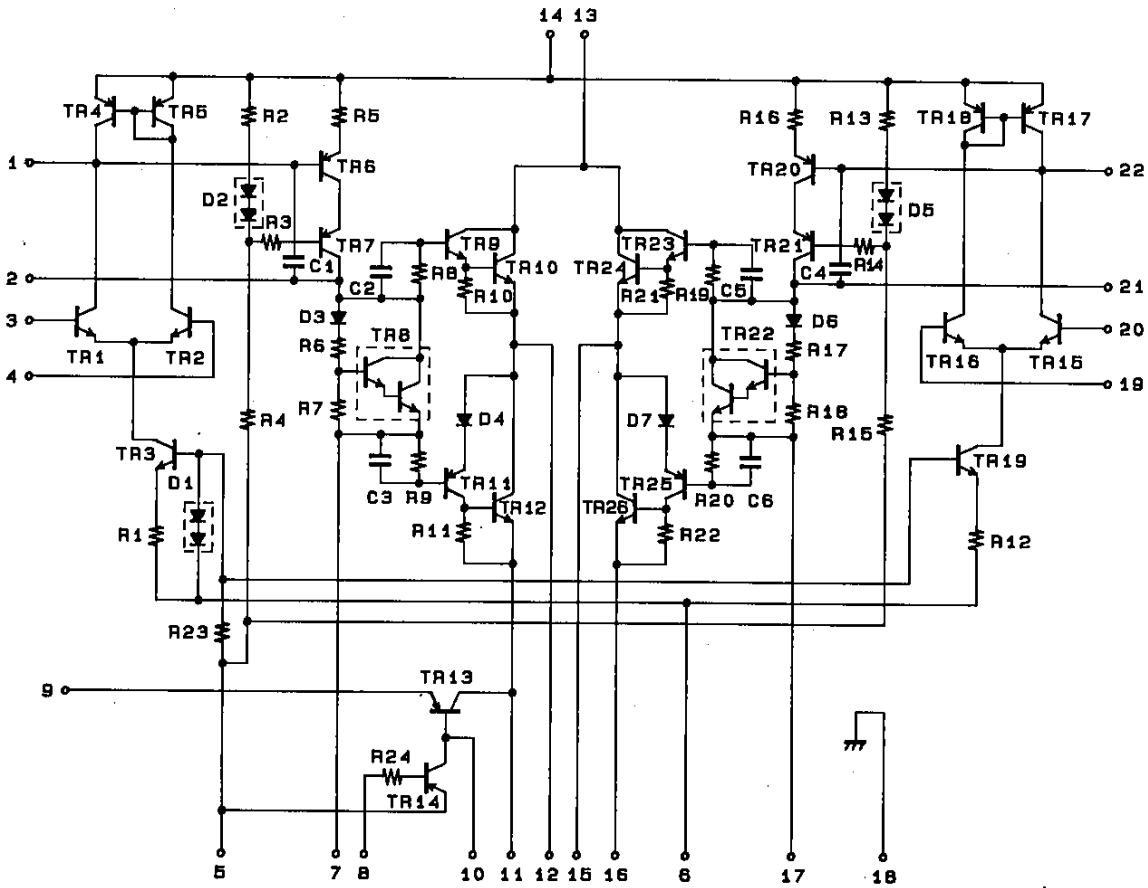 14 13
TR4 TR5 R2 R5 R16 R13 TR18 TR17
1 TR6 TR20 22
D2 D5
R3 TR7 TR9 TR23 TR21 R14
2 C1 C2 R8 TR10 TR24 C4 21
R10 R21 R19 C5
3 D3 TR8 TR22 D6 20
TR1 TR2 R6 R17 TR16 TR15
4 R7 D4 D7 R18 19
R4 R15
TR3 D1 TR19
C3 R9 TR11 TR12 TR25 TR26 R20 C6
R1 R11 R22 R12
R23
9 TR13
R24
TR14
5 7 8 10 11 12 15 16 6 17 18